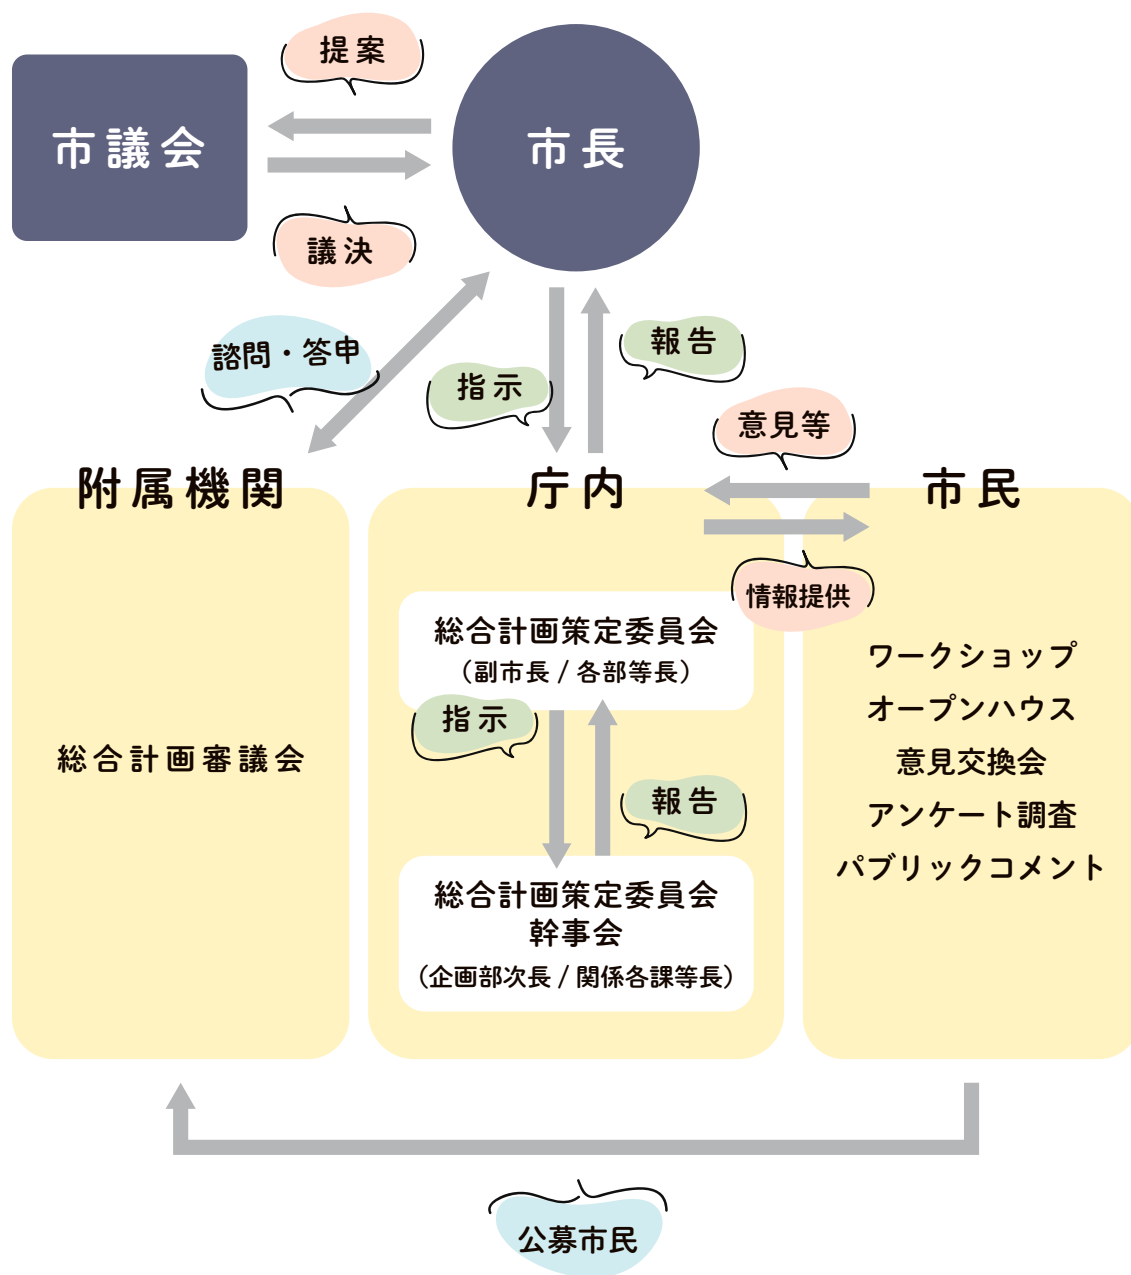 提案
市議会
市長
議決
諮問・答申
報告
指示
意見等
附属機関
庁内
市民
情報提供
総合計画策定委員会
（副市長 / 各部等長）
ワークショップ
オープンハウス
意見交換会
アンケート調査
パブリックコメント
指示
総合計画審議会
報告
総合計画策定委員会
幹事会
（企画部次長 / 関係各課等長）
公募市民